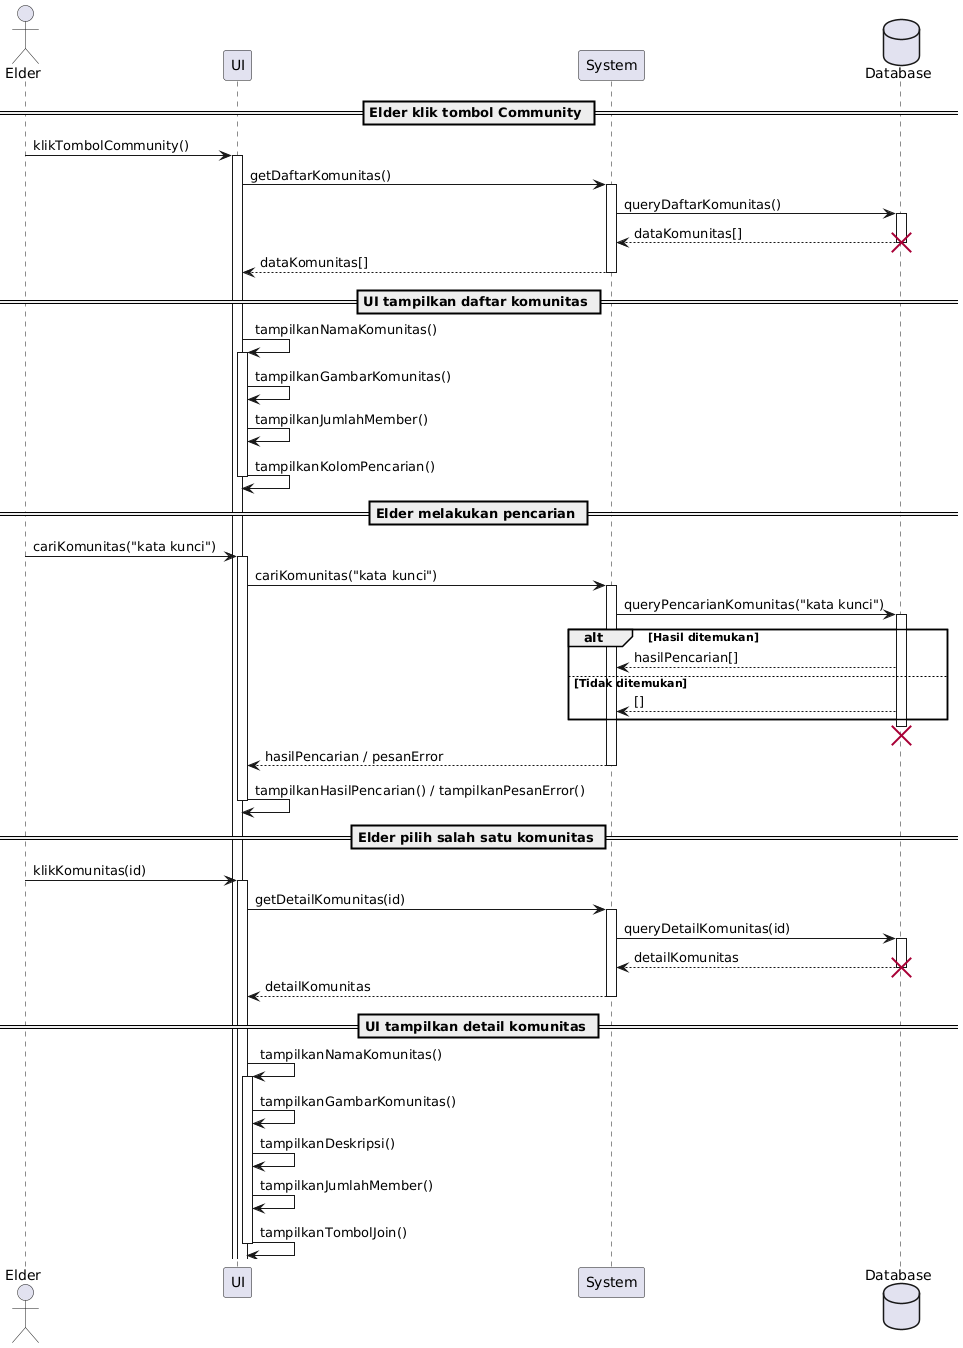 Elder
UI
System
Database
Elder klik tombol Community
klikTombolCommunity()
getDaftarKomunitas()
queryDaftarKomunitas()
dataKomunitas[]
dataKomunitas[]
UI tampilkan daftar komunitas
tampilkanNamaKomunitas()
tampilkanGambarKomunitas()
tampilkanJumlahMember()
tampilkanKolomPencarian()
Elder melakukan pencarian
cariKomunitas("kata kunci")
cariKomunitas("kata kunci")
queryPencarianKomunitas("kata kunci")
alt [Hasil ditemukan]
hasilPencarian[]
[Tidak ditemukan]
[]
hasilPencarian / pesanError
tampilkanHasilPencarian() / tampilkanPesanError()
Elder pilih salah satu komunitas
klikKomunitas(id)
getDetailKomunitas(id)
queryDetailKomunitas(id)
detailKomunitas
detailKomunitas
UI tampilkan detail komunitas
tampilkanNamaKomunitas()
tampilkanGambarKomunitas()
tampilkanDeskripsi()
tampilkanJumlahMember()
tampilkanTombolJoin()
Elder
UI
System
Database